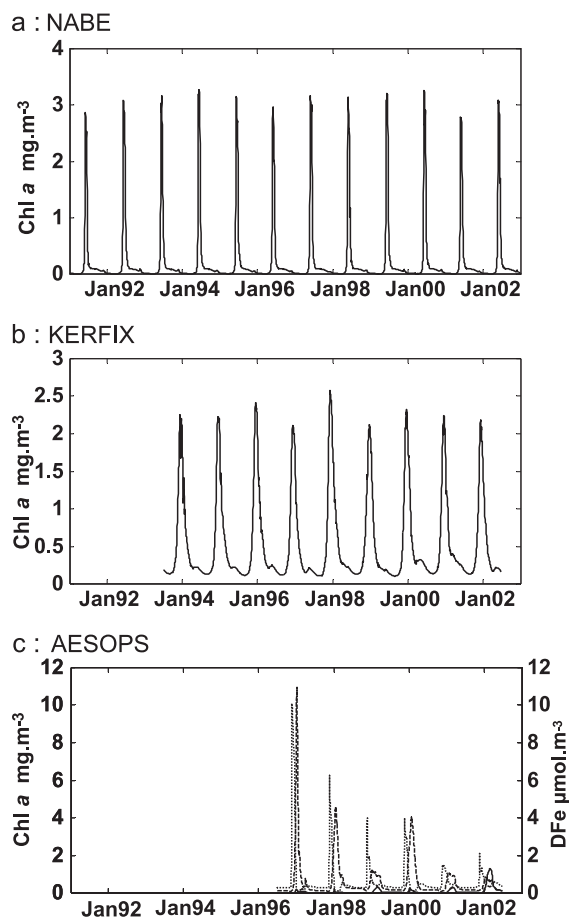 a : NABE
4
3
2
1
0
Chl a mg.m-3
Jan92 Jan94 Jan96 Jan98 Jan00 Jan02
b : KERFIX
3
2.5
2
1.5
1
0.5
0
Chl a mg.m-3
Jan92 Jan94 Jan96 Jan98 Jan00 Jan02
c : AESOPS
12 12
10 10
8 8
6 6
4 4
2 2
0 0
Chl a mg.m-3
DFe µmol.m-3
Jan92 Jan94 Jan96 Jan98 Jan00 Jan02